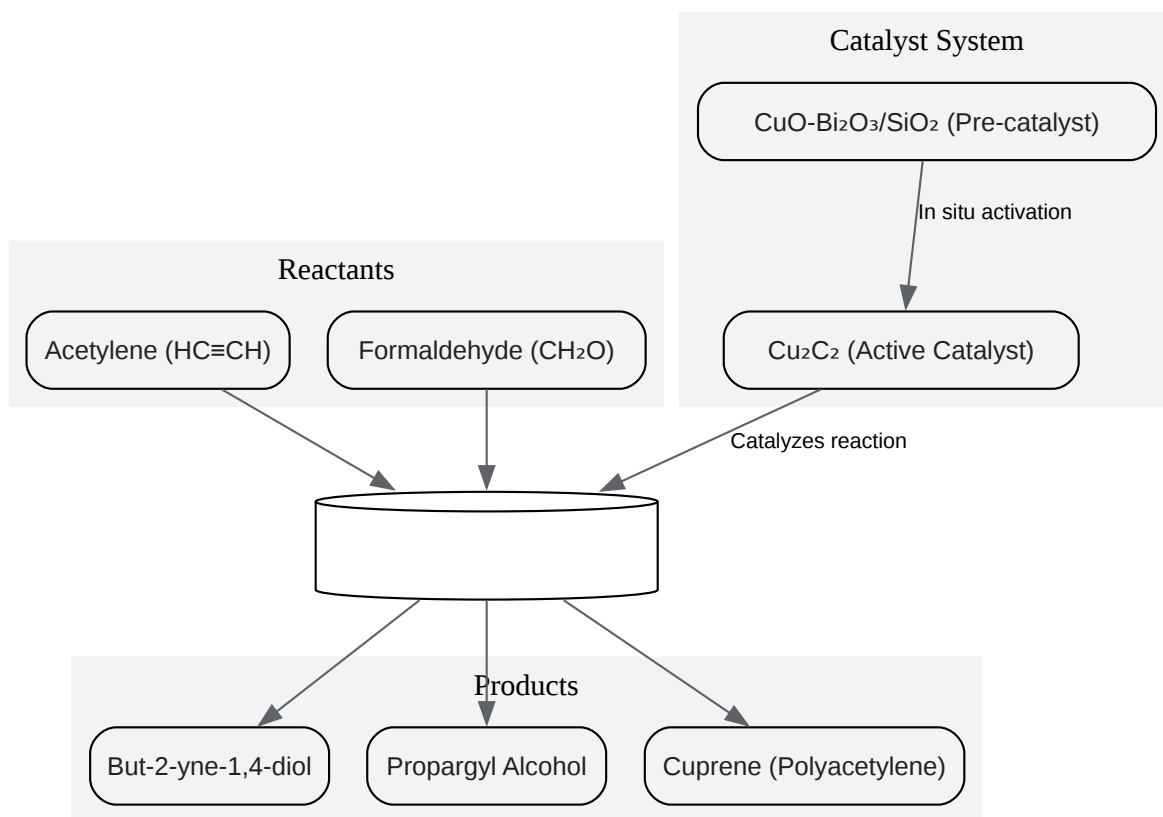 Catalyst System
CuO-Bi₂O₃/SiO₂ (Pre-catalyst)
In situ activation
Reactants
Acetylene (HC≡CH)
Formaldehyde (CH₂O)
Cu₂C₂ (Active Catalyst)
Catalyzes reaction
Products
But-2-yne-1,4-diol
Propargyl Alcohol
Cuprene (Polyacetylene)